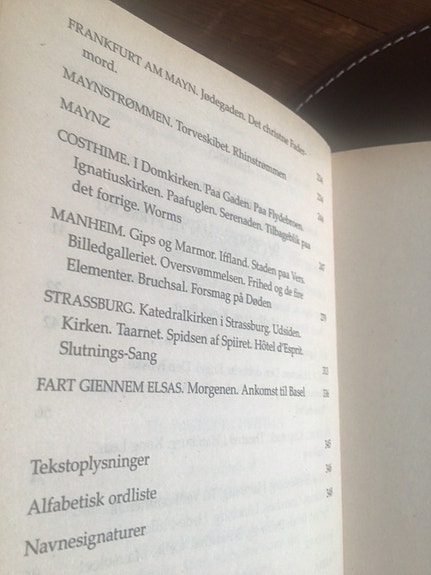 FRANKFURT AM MAYN. Jødegaden. Det christne Fader-
mord.
MAYNSTRØMMEN. Torveskibet. Rhinstrømmen
MAYNZ
COSTHIME. I Domkirken. Paa Gaden. Paa Flydebroen.
Ignatiuskirken. Paafuglen. Serenaden. Tilbageblik paa
det forrige. Worms
MANHEIM. Gips og Marmor. Iffland. Staden paa Vers.
Billedgalleriet. Oversvømmelsen. Frihed og de fire
Elementer. Bruchsal. Forsmag på Døden
STRASSBURG. Katedralkirken i Strassburg. Udsiden.
Kirken. Taarnet. Spidsen af Spiiret. Hôtel d'Esprit.
Slutnings-Sang
FART GIENNEM ELSAS. Morgenen. Ankomst til Basel
Tekstoplysninger 345
Alfabetisk ordliste
Navnesignaturer